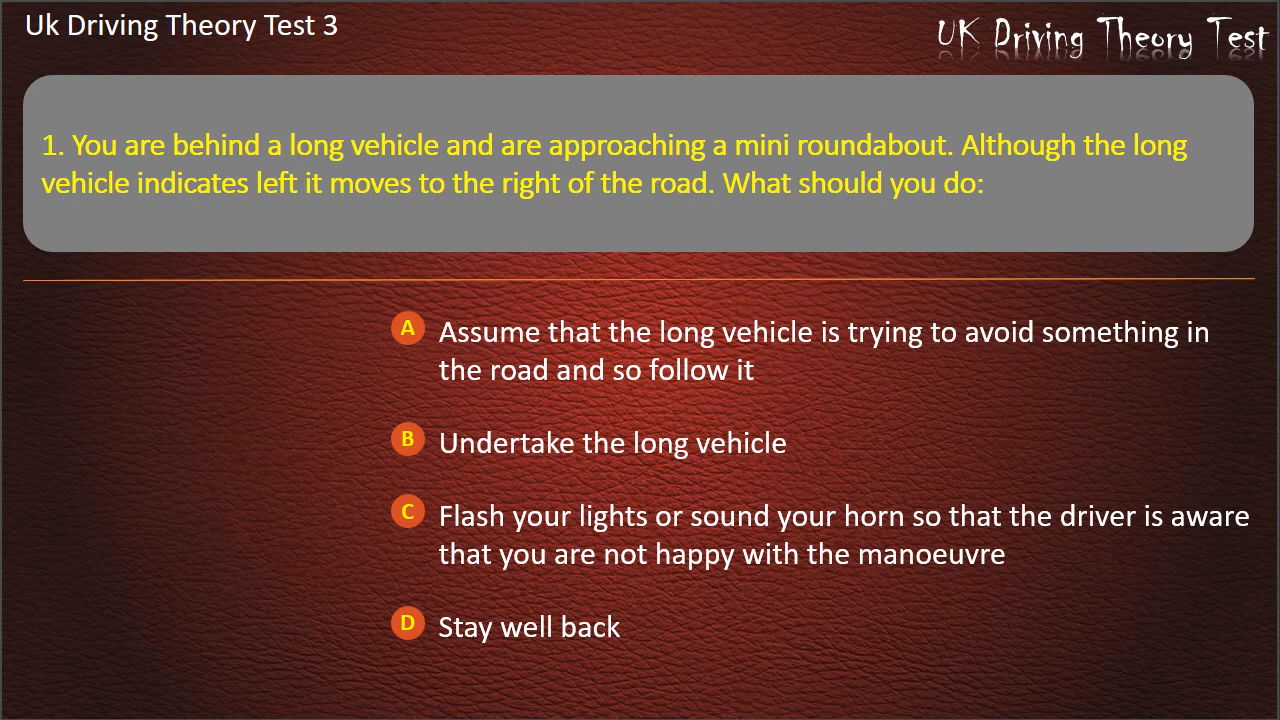 Uk Driving Theory Test 3
UK Driving Theory Test
1. You are behind a long vehicle and are approaching a mini roundabout. Although the long
vehicle indicates left it moves to the right of the road. What should you do:
A Assume that the long vehicle is trying to avoid something in
the road and so follow it
B Undertake the long vehicle
C Flash your lights or sound your horn so that the driver is aware
that you are not happy with the manoeuvre
D Stay well back